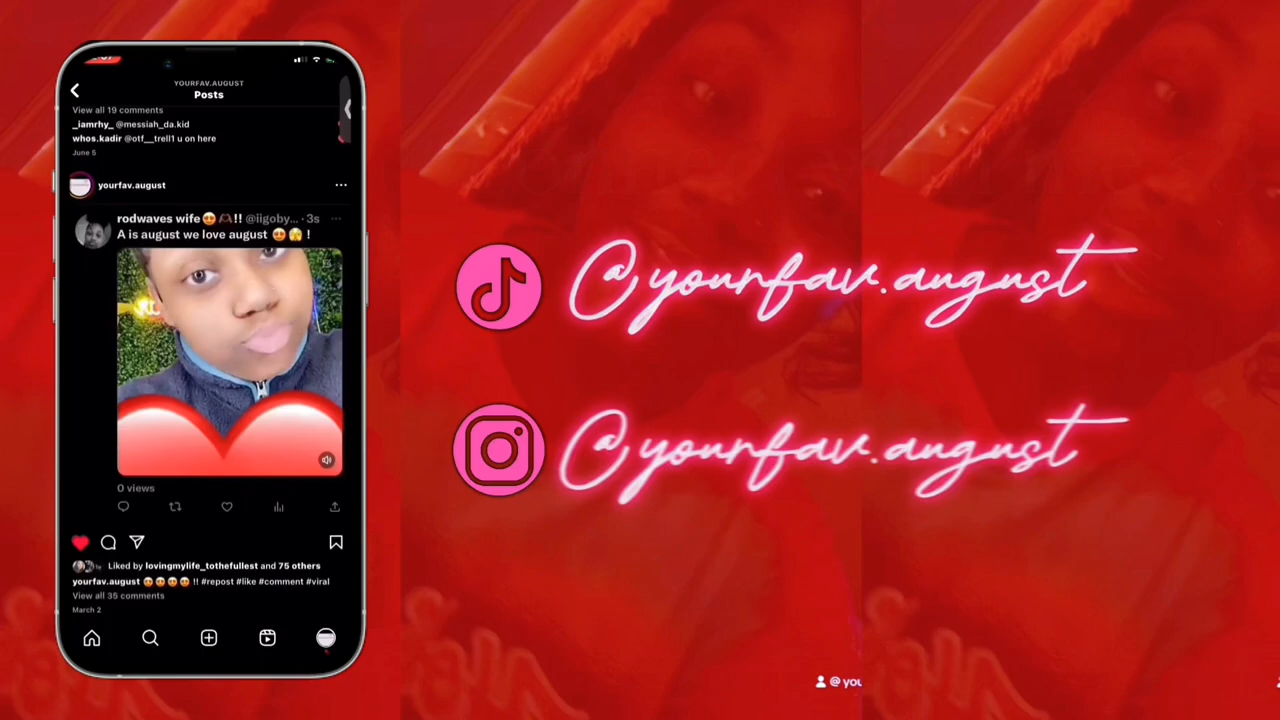 YOURFAV.AUGUST
Posts
View all 19 comments
_iamrhy_ @messiah_da.kid
whos.kadir @otf__trell1 u on here
June 5
yourfav.august
rodwaves wife😍🫶🏾!! @iigoby... · 3s
A is august we love august 😍🫣 !
0 views
Liked by lovingmylife_tothefullest and 75 others
yourfav.august 😍😍😍😍 !! #repost #like #comment #viral
View all 35 comments
March 2
@yourfav.august
@yourfav.august
@ you